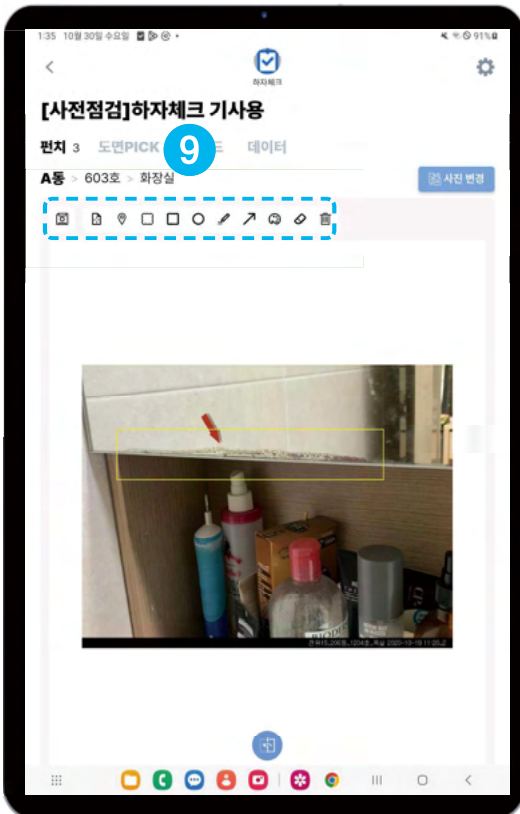 1:35 10월 30일 수요일
91%
하자체크
[사전점검]하자체크 기사용
펀치 3 도면PICK 드 데이터
9
A동 > 603호 > 화장실
사진 변경